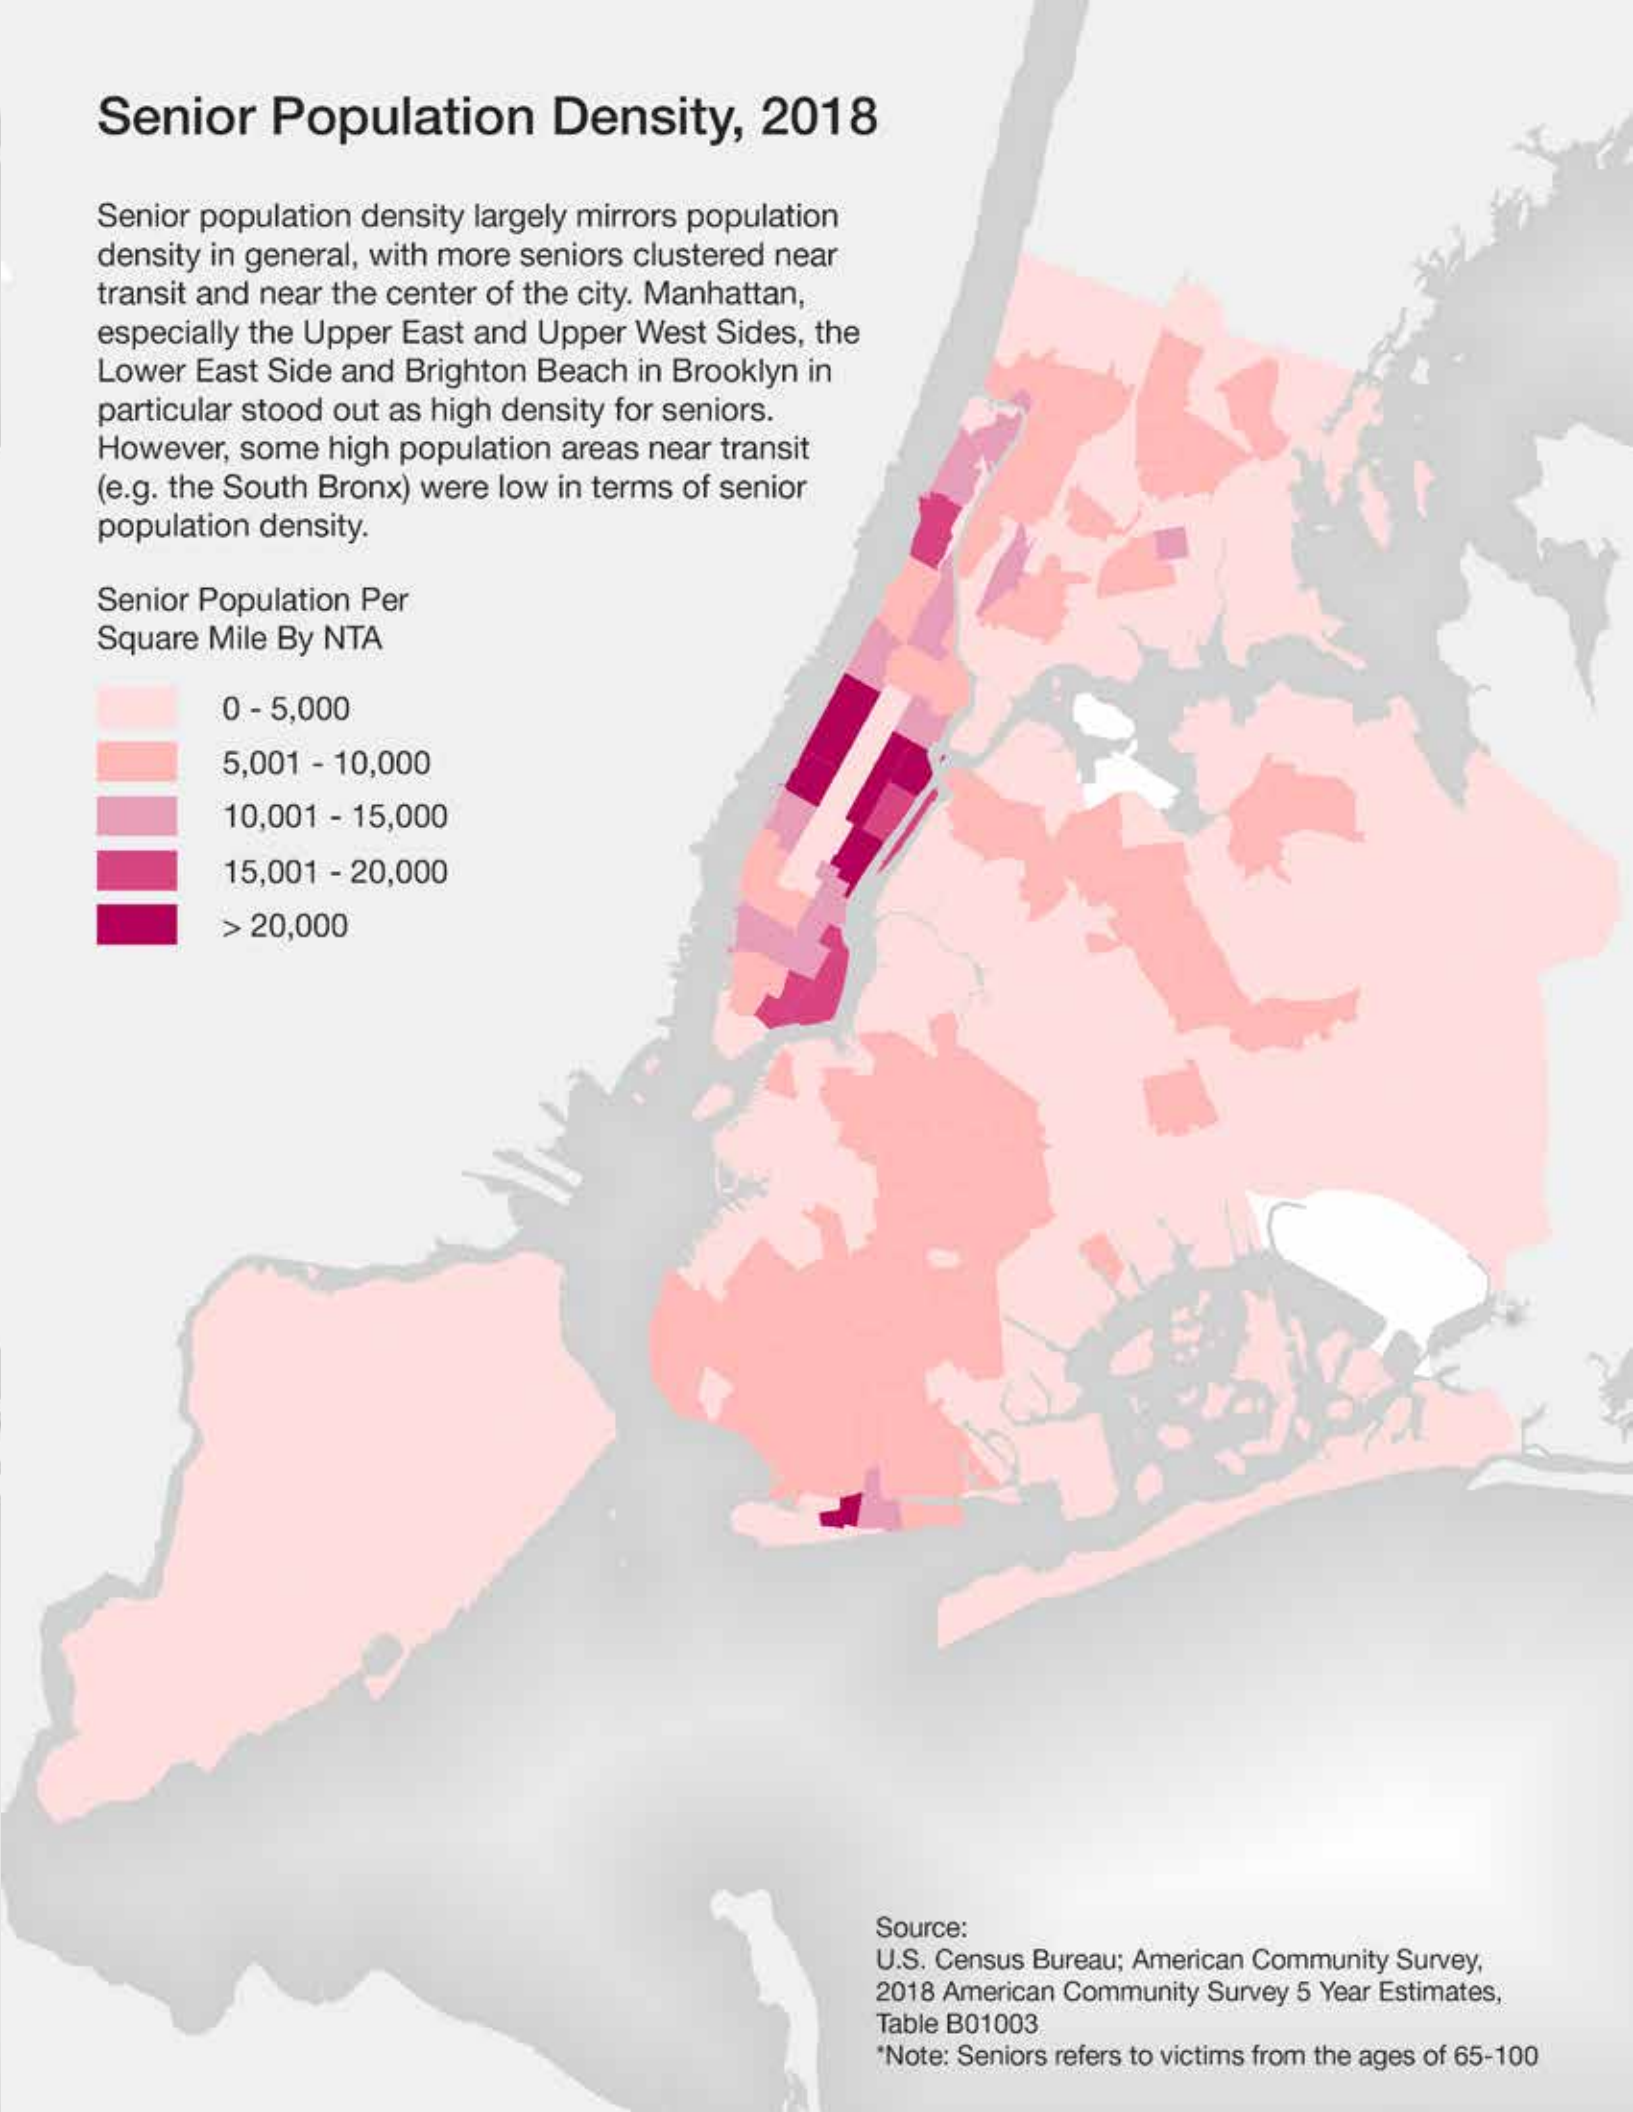 Senior Population Density, 2018
Senior population density largely mirrors population
density in general, with more seniors clustered near
transit and near the center of the city. Manhattan,
especially the Upper East and Upper West Sides, the
Lower East Side and Brighton Beach in Brooklyn in
particular stood out as high density for seniors.
However, some high population areas near transit
(e.g. the South Bronx) were low in terms of senior
population density.
Senior Population Per
Square Mile By NTA
0 - 5,000
5,001 - 10,000
10,001 - 15,000
15,001 - 20,000
> 20,000
Source:
U.S. Census Bureau; American Community Survey,
2018 American Community Survey 5 Year Estimates,
Table B01003
*Note: Seniors refers to victims from the ages of 65-100